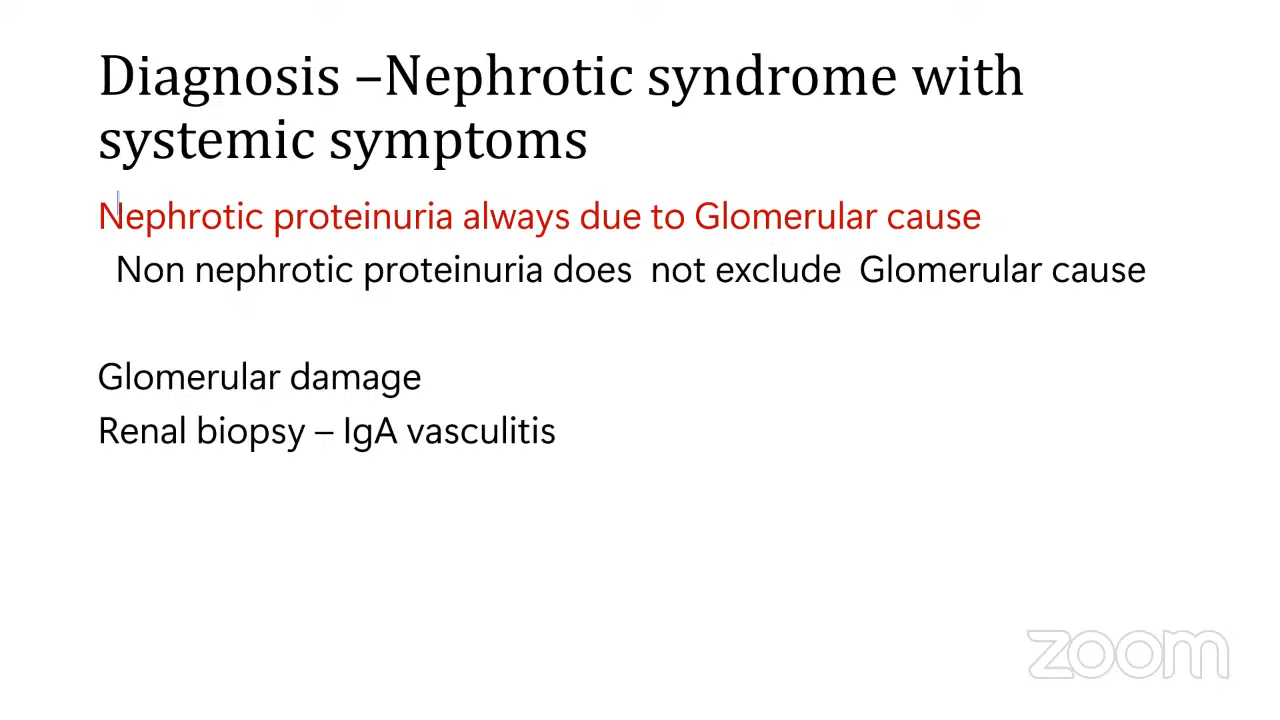 Diagnosis –Nephrotic syndrome with
systemic symptoms
Nephrotic proteinuria always due to Glomerular cause
Non nephrotic proteinuria does not exclude Glomerular cause
Glomerular damage
Renal biopsy – IgA vasculitis
zoom